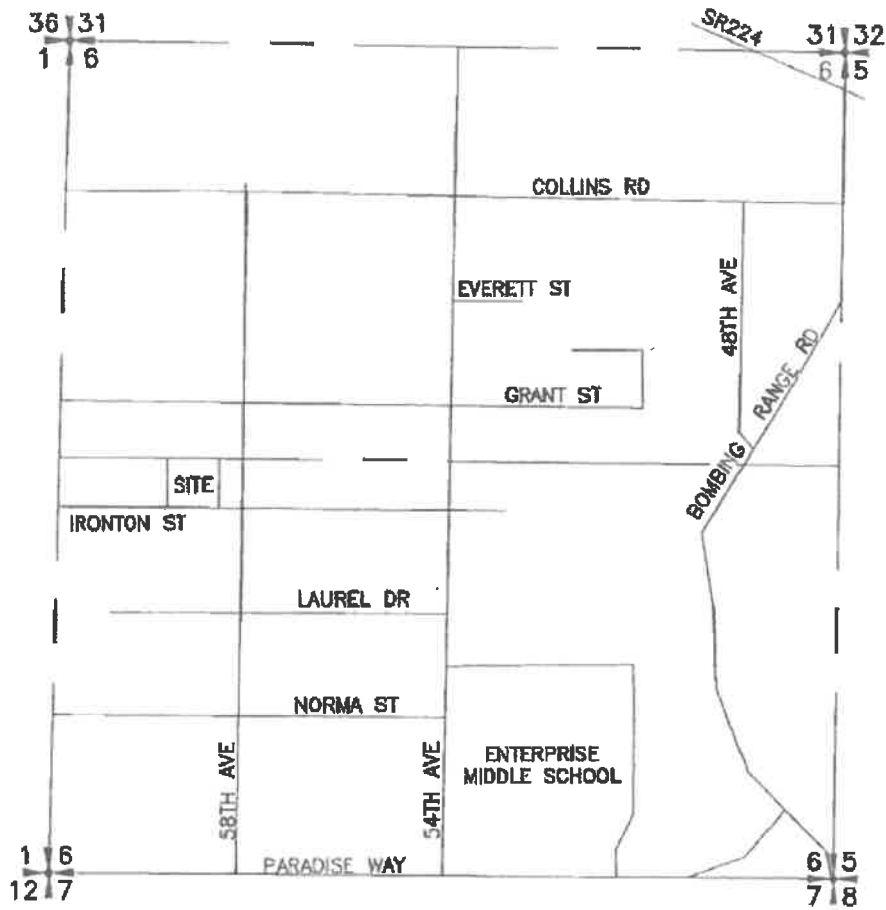 36 31
1 6
SR224
31 32
6 5
COLLINS RD
EVERETT ST
48TH AVE
GRANT ST
BOMBING RANGE RD
SITE
IRONTON ST
LAUREL DR
NORMA ST
58TH AVE
54TH AVE
ENTERPRISE
MIDDLE SCHOOL
PARADISE WAY
1 6
12 7
6 5
7 8